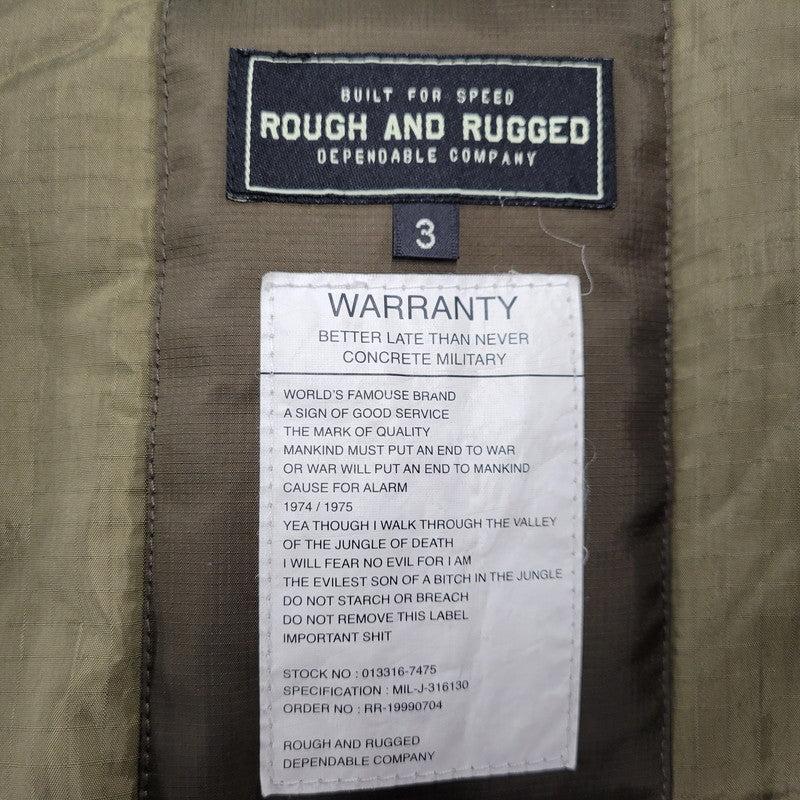 BUILT FOR SPEED
ROUGH AND RUGGED
DEPENDABLE COMPANY
3
WARRANTY
BETTER LATE THAN NEVER
CONCRETE MILITARY
WORLD'S FAMOUSE BRAND
A SIGN OF GOOD SERVICE
THE MARK OF QUALITY
MANKIND MUST PUT AN END TO WAR
OR WAR WILL PUT AN END TO MANKIND
CAUSE FOR ALARM
1974 / 1975
YEA THOUGH I WALK THROUGH THE VALLEY
OF THE JUNGLE OF DEATH
I WILL FEAR NO EVIL FOR I AM
THE EVILEST SON OF A BITCH IN THE JUNGLE
DO NOT STARCH OR BREACH
DO NOT REMOVE THIS LABEL
IMPORTANT SHIT
STOCK NO : 013316-7475
SPECIFICATION : MIL-J-316130
ORDER NO : RR-19990704
ROUGH AND RUGGED
DEPENDABLE COMPANY